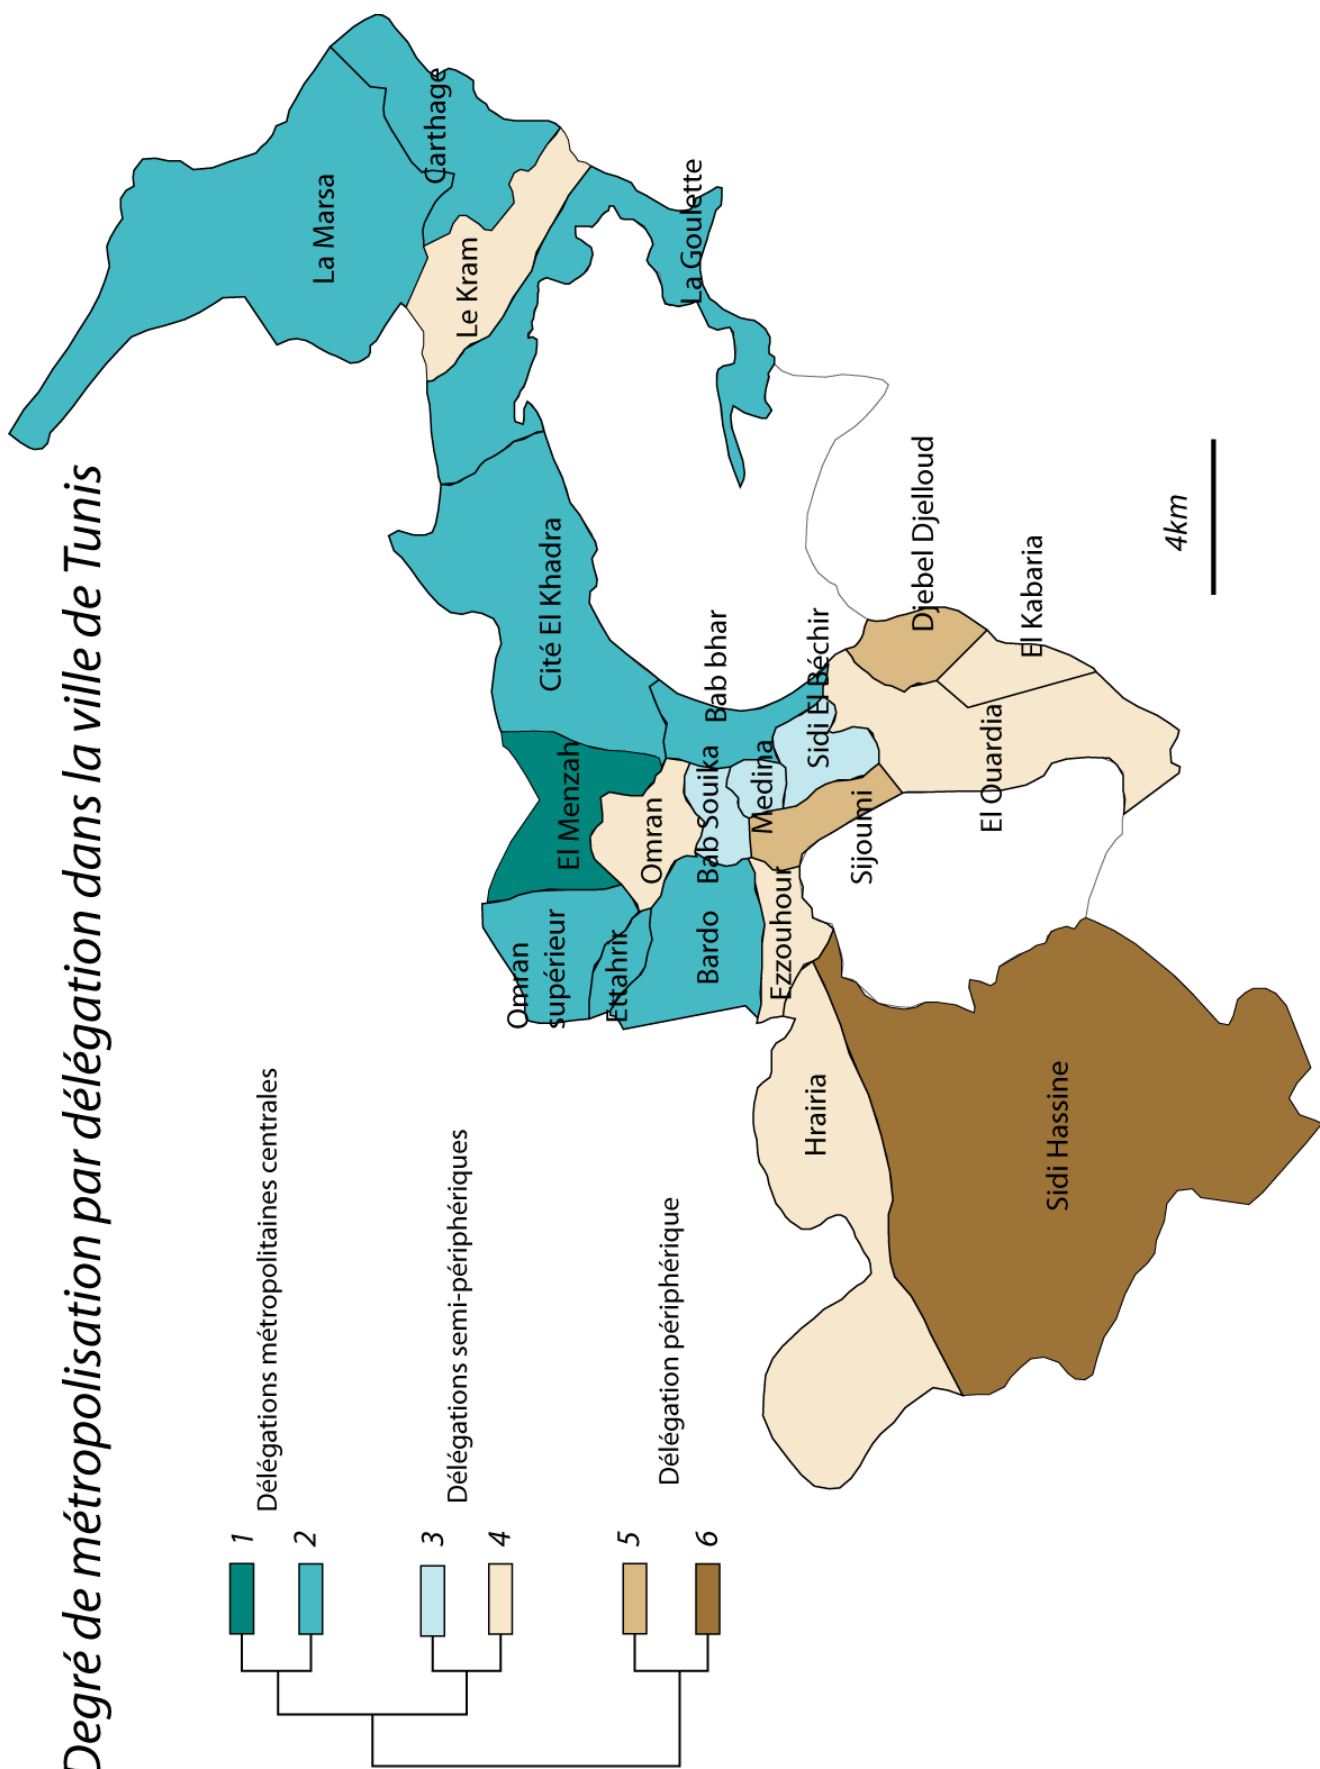 Degré de métropolisation par délégation dans la ville de Tunis
1
2
Délégations métropolitaines centrales
3
4
Délégations semi-périphériques
5
6
Délégation périphérique
La Marsa
Carthage
Le Kram
La Goulette
Cité El Khadra
El Menzah
Omran
supérieur
Ettahrir
Omran
Bardo
Bab Souika
Bab bhar
Medina
Sidi El Béchir
Ezzouhour
Sijoumi
Hrairia
Djebel Djelloud
El Kabaria
El Ouardia
Sidi Hassine
4km